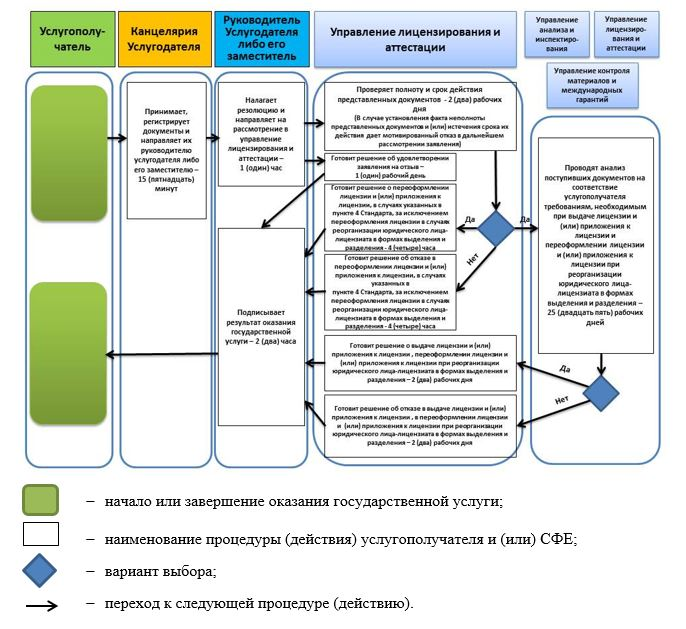 Услугополу-
чатель
Канцелярия
Услугодателя
Руководитель
Услугодателя
либо его
заместитель
Управление лицензирования и
аттестации
Управление
анализа и
инспектиро-
вания
Управление
лицензиро-
вания и
аттестации
Управление контроля
материалов и
международных
гарантий
Принимает,
регистрирует
документы и
направляет их
руководителю
услугодателя либо
его заместителю –
15 (пятнадцать)
минут
Налагает
резолюцию и
направляет на
рассмотрение в
управление
лицензирования и
аттестации –
1 (один) час
Проверяет полноту и срок действия
представленных документов - 2 (два) рабочих
дня
(В случае установления факта неполноты
представленных документов и (или) истечения срока их
действия дает мотивированный отказ в дальнейшем
рассмотрении заявления)
Готовит решение об удовлетворении
заявления на отзыв –
1 (один) рабочий день
Готовит решение о переоформлении
лицензии и (или) приложения к
лицензии, в случаях указанных в
пункте 4 Стандарта, за исключением
переоформления лицензии в случаях
реорганизации юридического лица-
лицензиата в формах выделения и
разделения - 4 (четыре) часа
Да
Да
Нет
Готовит решение об отказе в
переоформлении лицензии и (или)
приложения к лицензии, в случаях
указанных в
пункте 4 Стандарта, за исключением
переоформления лицензии в случаях
реорганизации юридического лица-
лицензиата в формах выделения и
разделения - 4 (четыре) часа
Проводят анализ
поступивших документов на
соответствие
услугополучателя
требованиям, необходимым
при выдаче лицензии и
(или) приложения к
лицензии и
переоформлении лицензии
и (или) приложения к
лицензии при
реорганизации
юридического лица-
лицензиата в формах
выделения и разделения –
25 (двадцать пять) рабочих
дней
Подписывает
результат оказания
государственной
услуги – 2 (два) часа
Готовит решение о выдаче лицензии и (или)
приложения к лицензии , переоформлении лицензии и
(или) приложения к лицензии при реорганизации
юридического лица-лицензиата в формах выделения и
разделения – 2 (два) рабочих дня
Да
Нет
Готовит решение об отказе в выдаче лицензии и (или)
приложения к лицензии , в переоформлении лицензии
и (или) приложения к лицензии при реорганизации
юридического лица-лицензиата в формах выделения и
разделения – 2 (два) рабочих дня
– начало или завершение оказания государственной услуги;
– наименование процедуры (действия) услугополучателя и (или) СФЕ;
– вариант выбора;
– переход к следующей процедуре (действию).